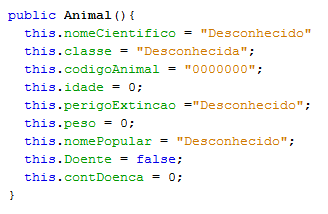 public Animal(){
this.nomeCientifico = "Desconhecido"
this.classe = "Desconhecida";
this.codigoAnimal = "0000000";
this.idade = 0;
this.perigoExtincao ="Desconhecido";
this.peso = 0;
this.nomePopular = "Desconhecido";
this.Doente = false;
this.contDoenca = 0;
}